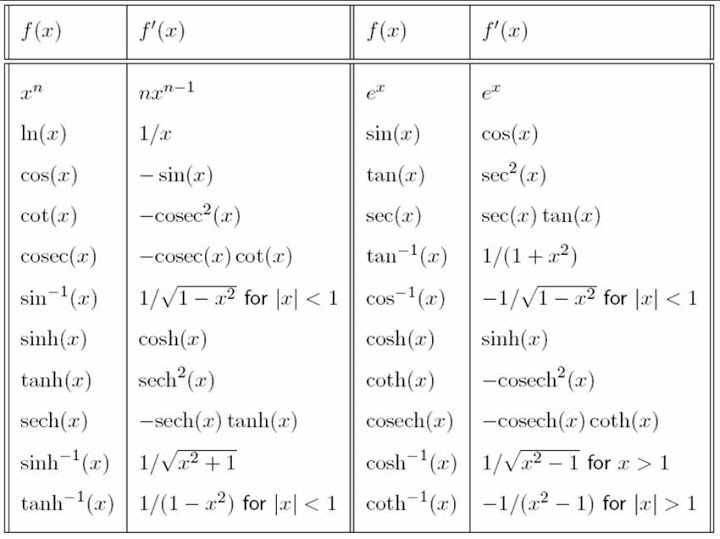 f(x) f′(x) f(x) f′(x)
xⁿ nxⁿ⁻¹ eˣ eˣ
ln(x) 1/x sin(x) cos(x)
cos(x) − sin(x) tan(x) sec²(x)
cot(x) −cosec²(x) sec(x) sec(x) tan(x)
cosec(x) −cosec(x) cot(x) tan⁻¹(x) 1/(1 + x²)
sin⁻¹(x) 1/√(1 − x²) for |x| < 1 cos⁻¹(x) −1/√(1 − x²) for |x| < 1
sinh(x) cosh(x) cosh(x) sinh(x)
tanh(x) sech²(x) coth(x) −cosech²(x)
sech(x) −sech(x) tanh(x) cosech(x) −cosech(x) coth(x)
sinh⁻¹(x) 1/√(x² + 1) cosh⁻¹(x) 1/√(x² − 1) for x > 1
tanh⁻¹(x) 1/(1 − x²) for |x| < 1 coth⁻¹(x) −1/(x² − 1) for |x| > 1